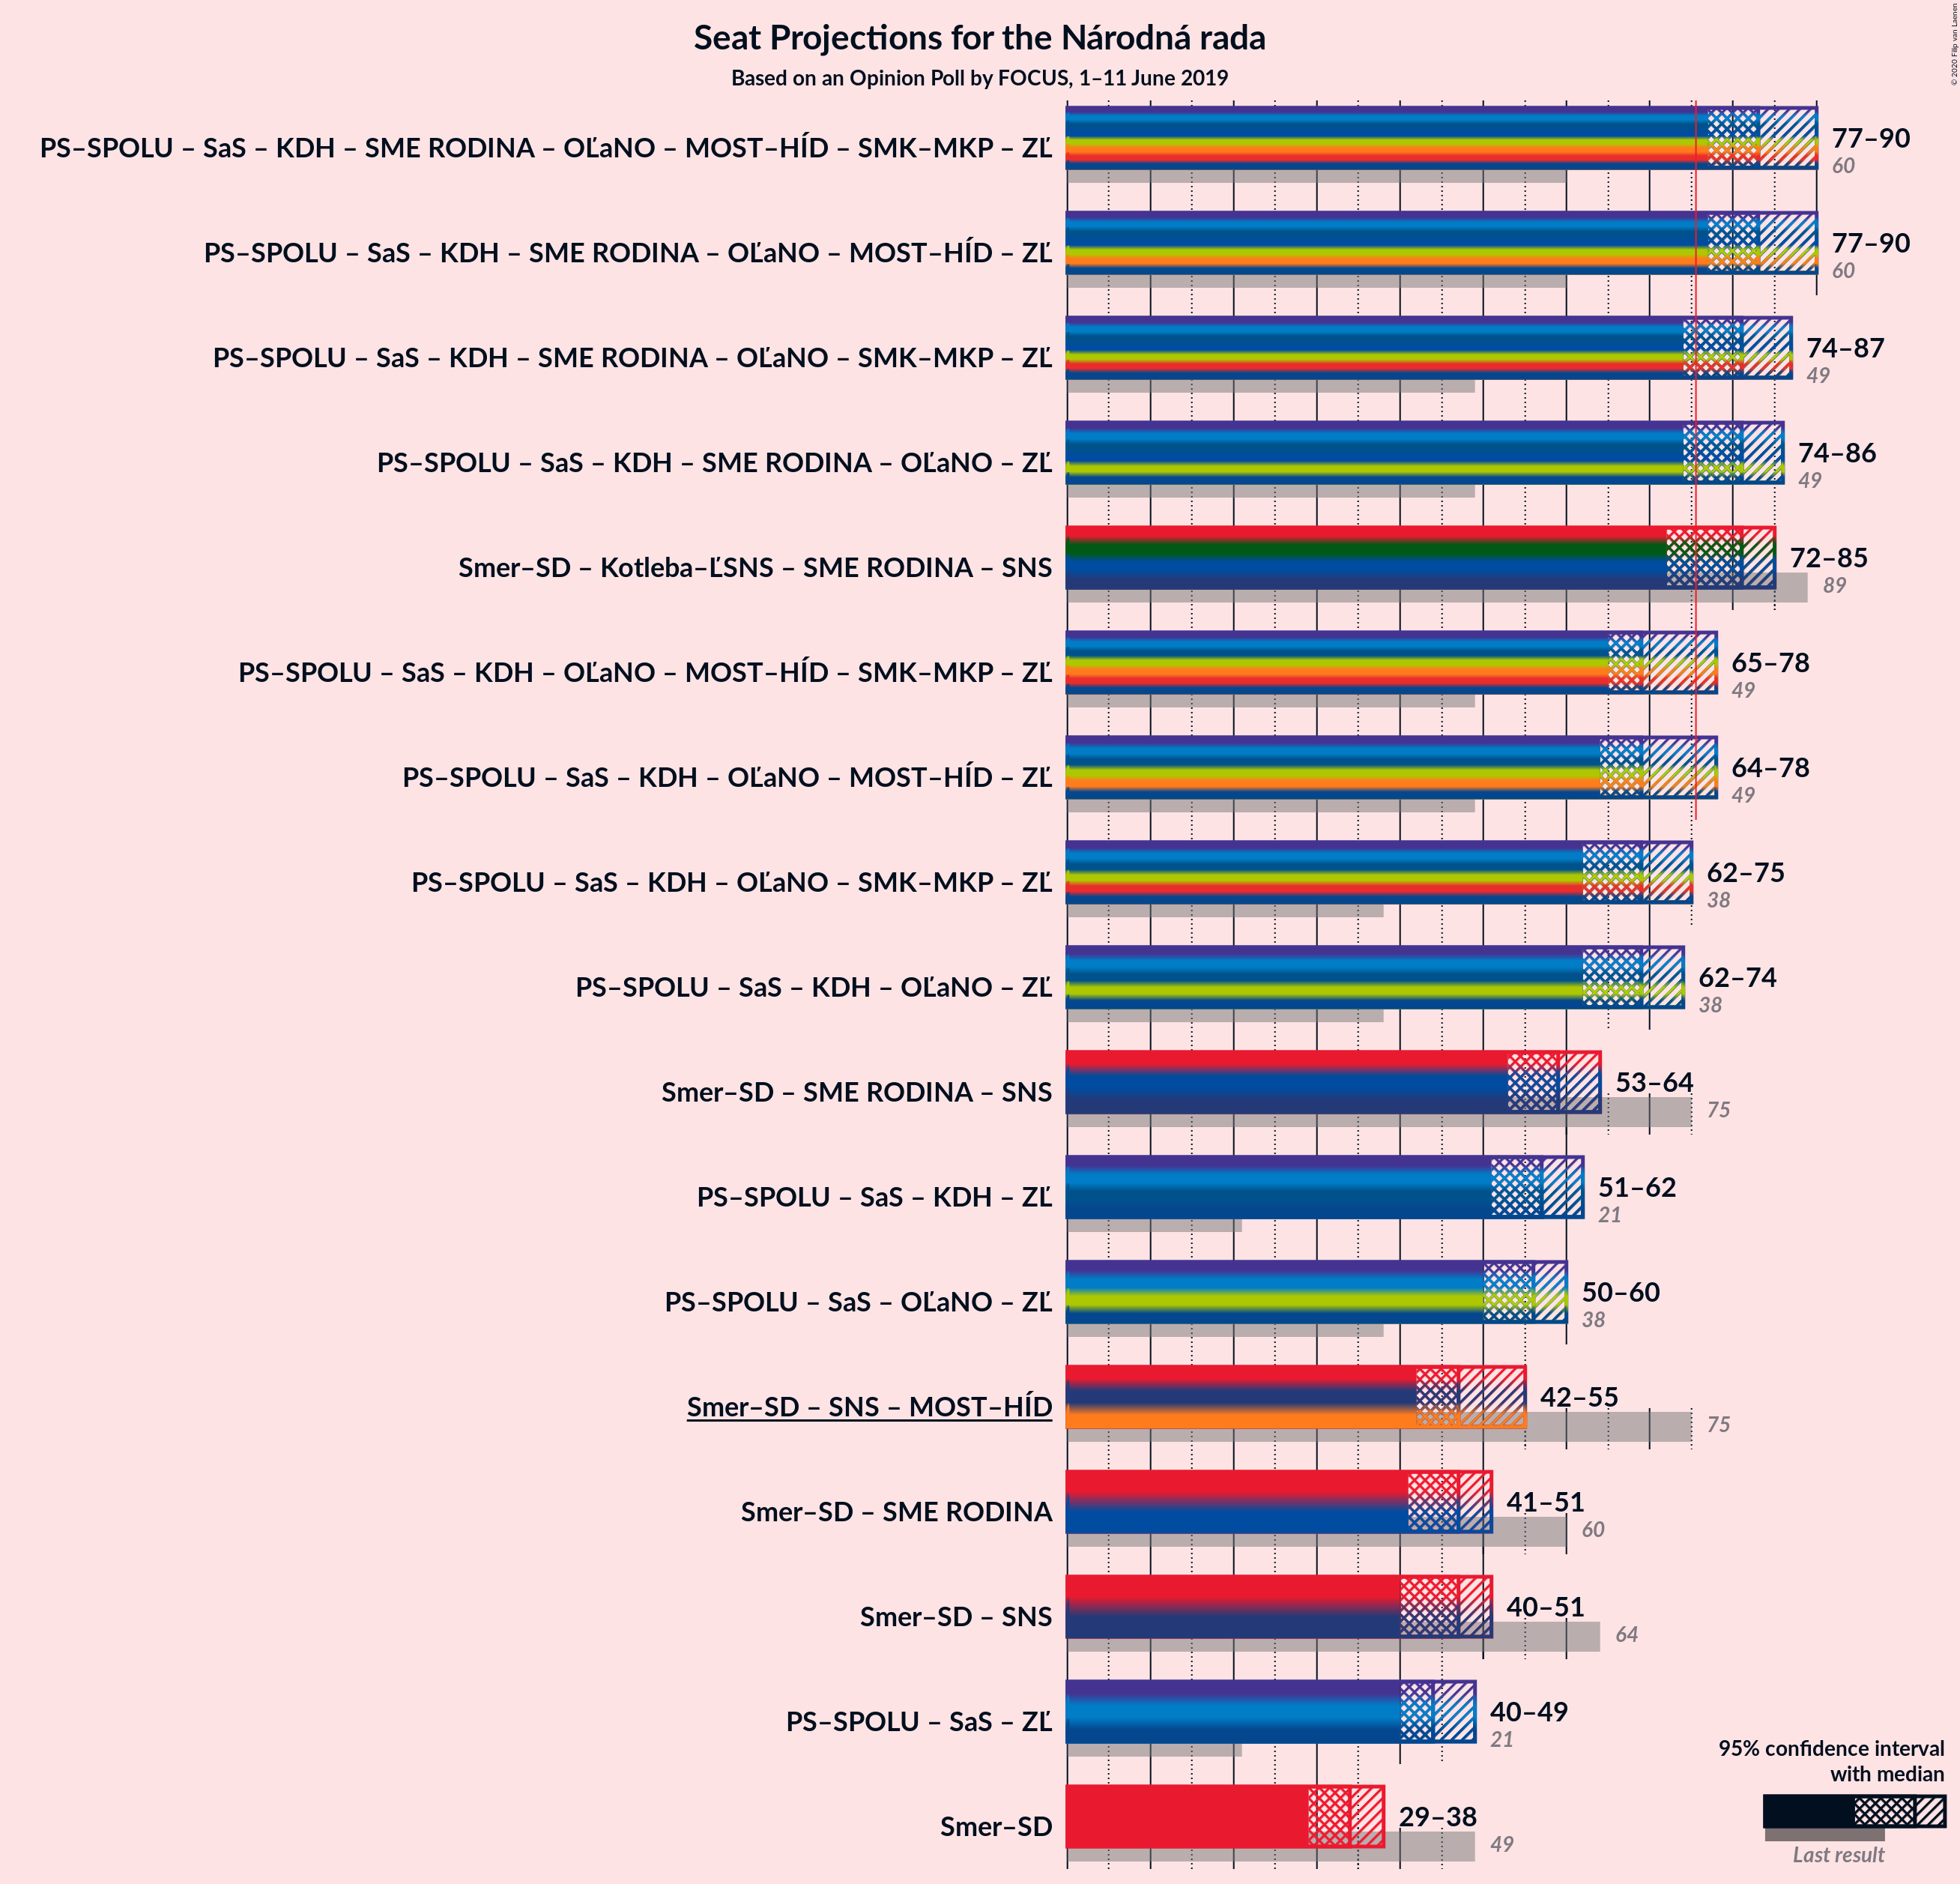 Seat Projections for the Národná rada
Based on an Opinion Poll by FOCUS, 1–11 June 2019
© 2020 Filip van Laenen
PS–SPOLU – SaS – KDH – SME RODINA – OĽaNO – MOST–HÍD – SMK–MKP – ZĽ
77–90
60
PS–SPOLU – SaS – KDH – SME RODINA – OĽaNO – MOST–HÍD – ZĽ
77–90
60
PS–SPOLU – SaS – KDH – SME RODINA – OĽaNO – SMK–MKP – ZĽ
74–87
49
PS–SPOLU – SaS – KDH – SME RODINA – OĽaNO – ZĽ
74–86
49
Smer–SD – Kotleba–ĽSNS – SME RODINA – SNS
72–85
89
PS–SPOLU – SaS – KDH – OĽaNO – MOST–HÍD – SMK–MKP – ZĽ
65–78
49
PS–SPOLU – SaS – KDH – OĽaNO – MOST–HÍD – ZĽ
64–78
49
PS–SPOLU – SaS – KDH – OĽaNO – SMK–MKP – ZĽ
62–75
38
PS–SPOLU – SaS – KDH – OĽaNO – ZĽ
62–74
38
Smer–SD – SME RODINA – SNS
53–64
75
PS–SPOLU – SaS – KDH – ZĽ
51–62
21
PS–SPOLU – SaS – OĽaNO – ZĽ
50–60
38
Smer–SD – SNS – MOST–HÍD
42–55
75
Smer–SD – SME RODINA
41–51
60
Smer–SD – SNS
40–51
64
PS–SPOLU – SaS – ZĽ
40–49
21
Smer–SD
29–38
49
95% confidence interval
with median
Last result